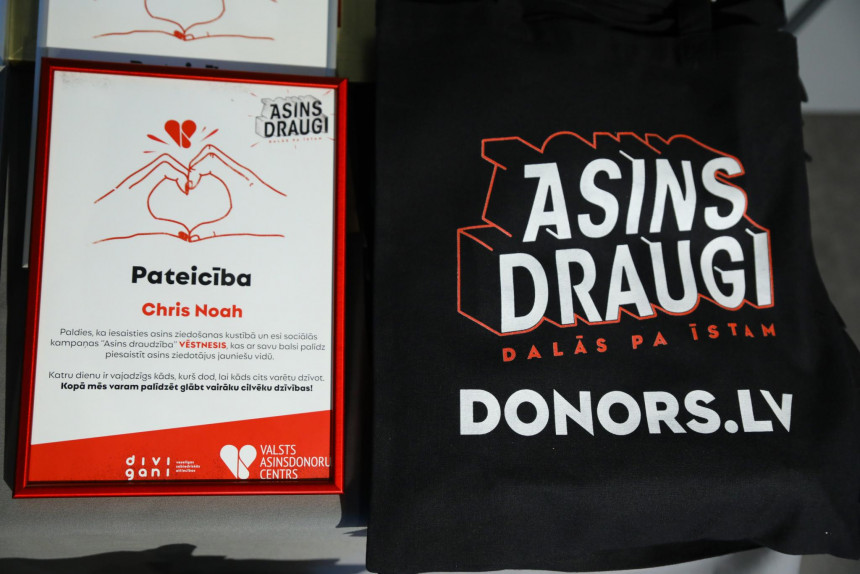 ASINS
DRAUGI
DALĀS PA ĪSTAM
Pateicība
Chris Noah
Paldies, ka iesaisties asins ziedošanas kustībā un esi sociālās
kampaņas "Asins draudzība" VĒSTNESIS, kas ar savu balsi palīdz
piesaistīt asins ziedotājus jauniešu vidū.
Katru dienu ir vajadzīgs kāds, kurš dod, lai kāds cits varētu dzīvot.
Kopā mēs varam palīdzēt glābt vairāku cilvēku dzīvības!
divi
gani
VALSTS
ASINSDONORU
CENTRS
ASINS
DRAUGI
DALĀS PA ĪSTAM
DONORS.LV